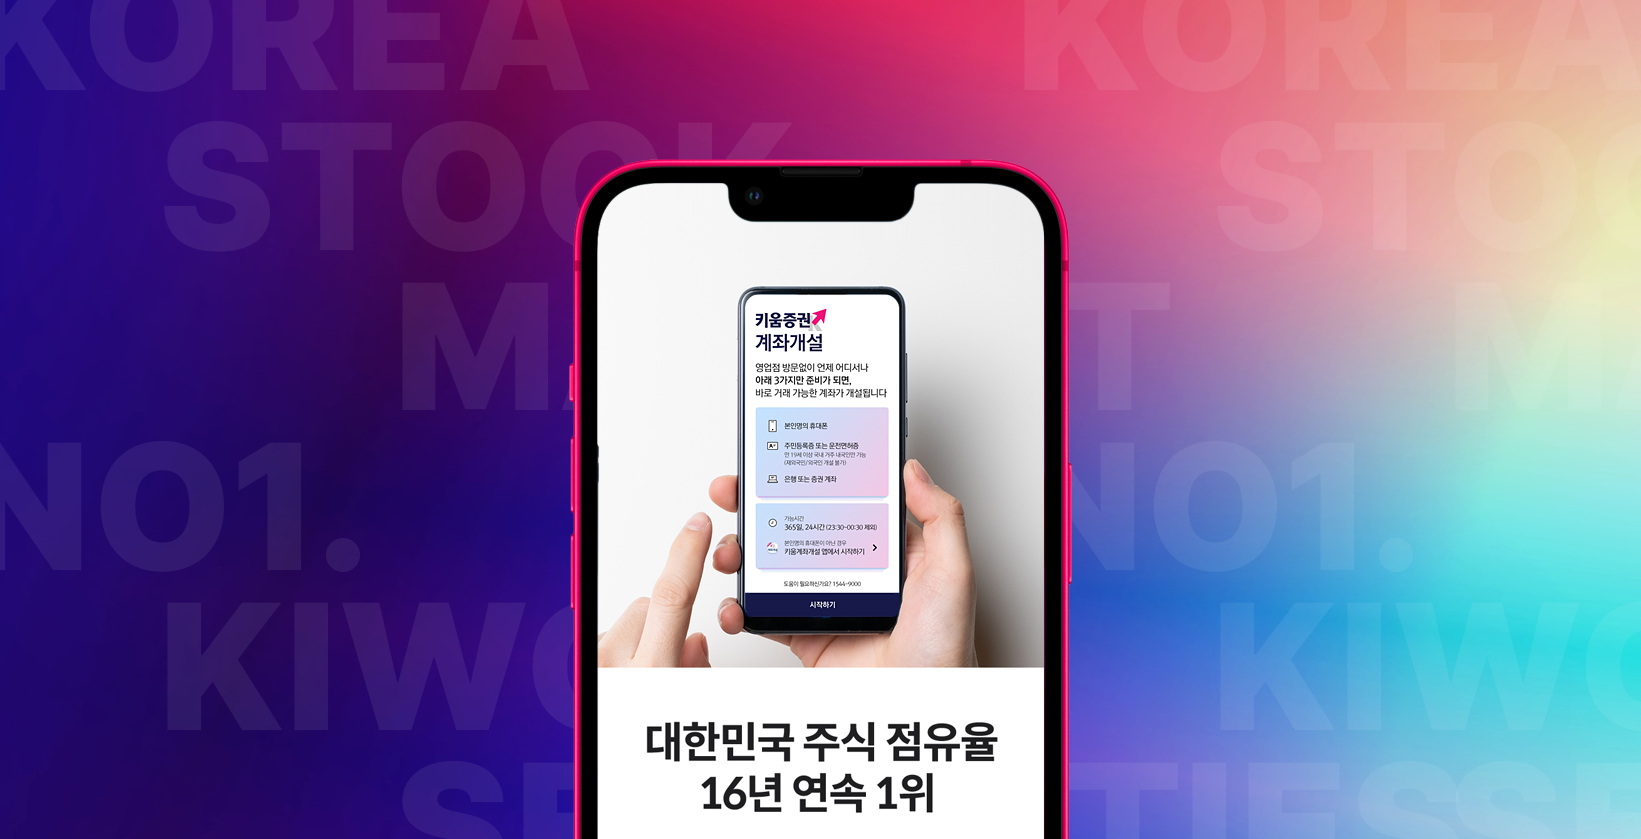 KOREA
KOREA
STOCK
STOC
M
T
MA
NO1.
NO1.
KIWO
KIWO
SE
TIESSE
키움증권
계좌개설
영업점 방문없이 언제 어디서나
아래 3가지만 준비가 되면,
바로 거래 가능한 계좌가 개설됩니다
본인명의 휴대폰
주민등록증 또는 운전면허증
만 19세 이상 국내 거주 내국인만 가능
(재외국민/외국인 개설 불가)
은행 또는 증권 계좌
가능시간
365일, 24시간 (23:30~00:30 제외)
본인명의 휴대폰이 아닌 경우
키움계좌개설 앱에서 시작하기
도움이 필요하신가요? 1544-9000
시작하기
대한민국 주식 점유율
16년 연속 1위